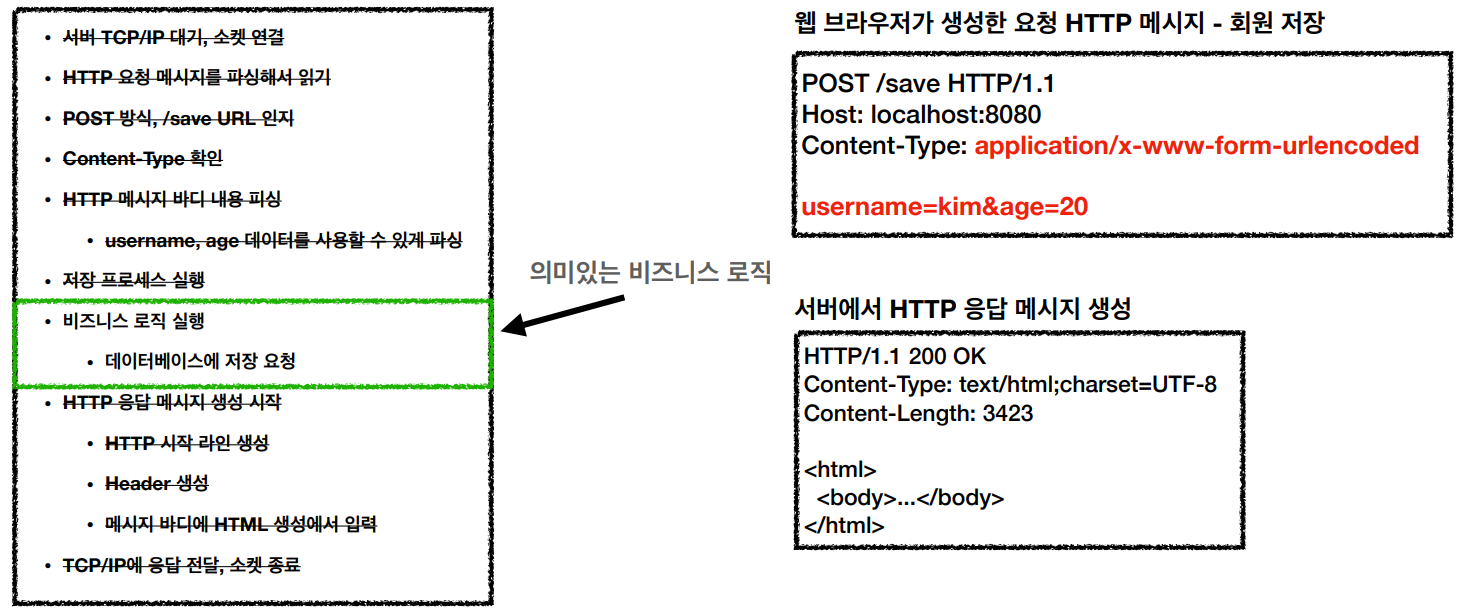 • 서버 TCP/IP 대기, 소켓 연결
• HTTP 요청 메시지를 파싱해서 읽기
• POST 방식, /save URL 인지
• Content-Type 확인
• HTTP 메시지 바디 내용 피싱
• username, age 데이터를 사용할 수 있게 파싱
• 저장 프로세스 실행
• 비즈니스 로직 실행
• 데이터베이스에 저장 요청
• HTTP 응답 메시지 생성 시작
• HTTP 시작 라인 생성
• Header 생성
• 메시지 바디에 HTML 생성에서 입력
• TCP/IP에 응답 전달, 소켓 종료
의미있는 비즈니스 로직
웹 브라우저가 생성한 요청 HTTP 메시지 - 회원 저장
POST /save HTTP/1.1
Host: localhost:8080
Content-Type: application/x-www-form-urlencoded
username=kim&age=20
서버에서 HTTP 응답 메시지 생성
HTTP/1.1 200 OK
Content-Type: text/html;charset=UTF-8
Content-Length: 3423
<html>
<body>...</body>
</html>